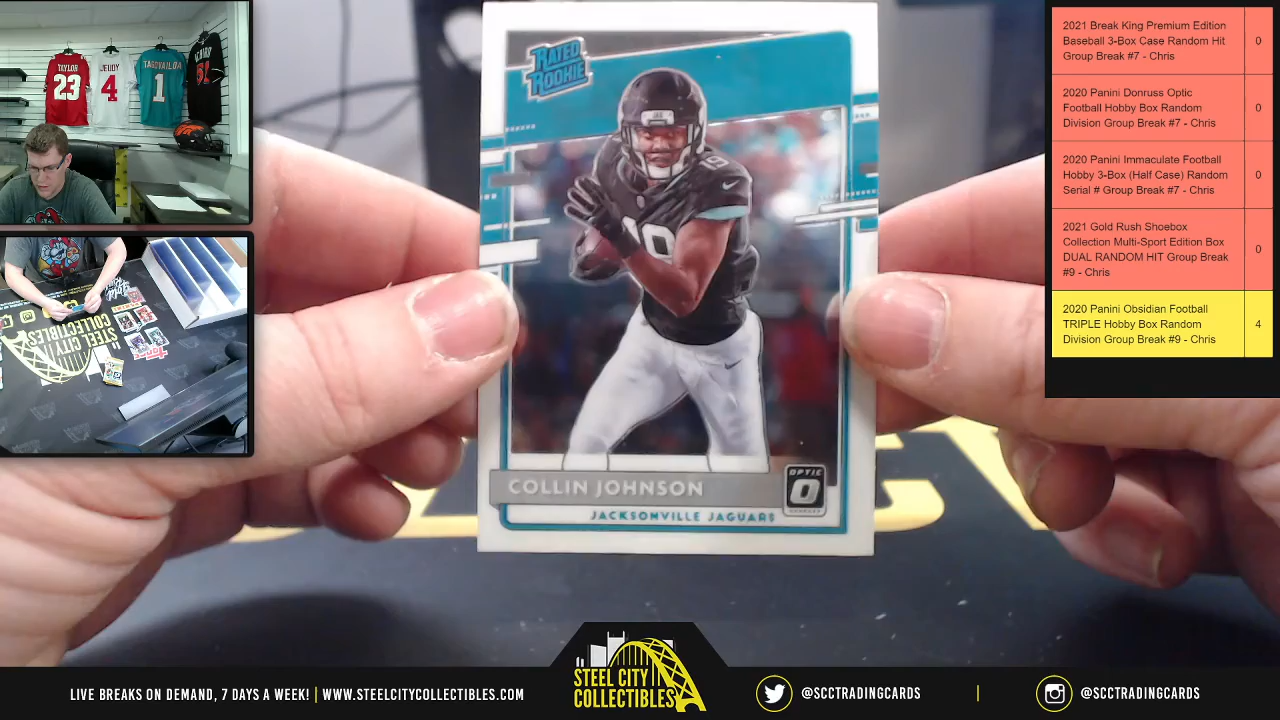 TAYLOR
23
JEUDY
4
TAGOVAILOA
1
STEEL CITY
COLLECTIBLES
RATED
ROOKIE
19
19
COLLIN JOHNSON
JACKSONVILLE JAGUARS
OPTIC
2021 Break King Premium Edition
Baseball 3-Box Case Random Hit
Group Break #7 - Chris
0
2020 Panini Donruss Optic
Football Hobby Box Random
Division Group Break #7 - Chris
0
2020 Panini Immaculate Football
Hobby 3-Box (Half Case) Random
Serial # Group Break #7 - Chris
0
2021 Gold Rush Shoebox
Collection Multi-Sport Edition Box
DUAL RANDOM HIT Group Break
#9 - Chris
0
2020 Panini Obsidian Football
TRIPLE Hobby Box Random
Division Group Break #9 - Chris
4
LIVE BREAKS ON DEMAND, 7 DAYS A WEEK! | WWW.STEELCITYCOLLECTIBLES.COM
STEEL CITY
COLLECTIBLES
@SCCTRADINGCARDS | @SCCTRADINGCARDS